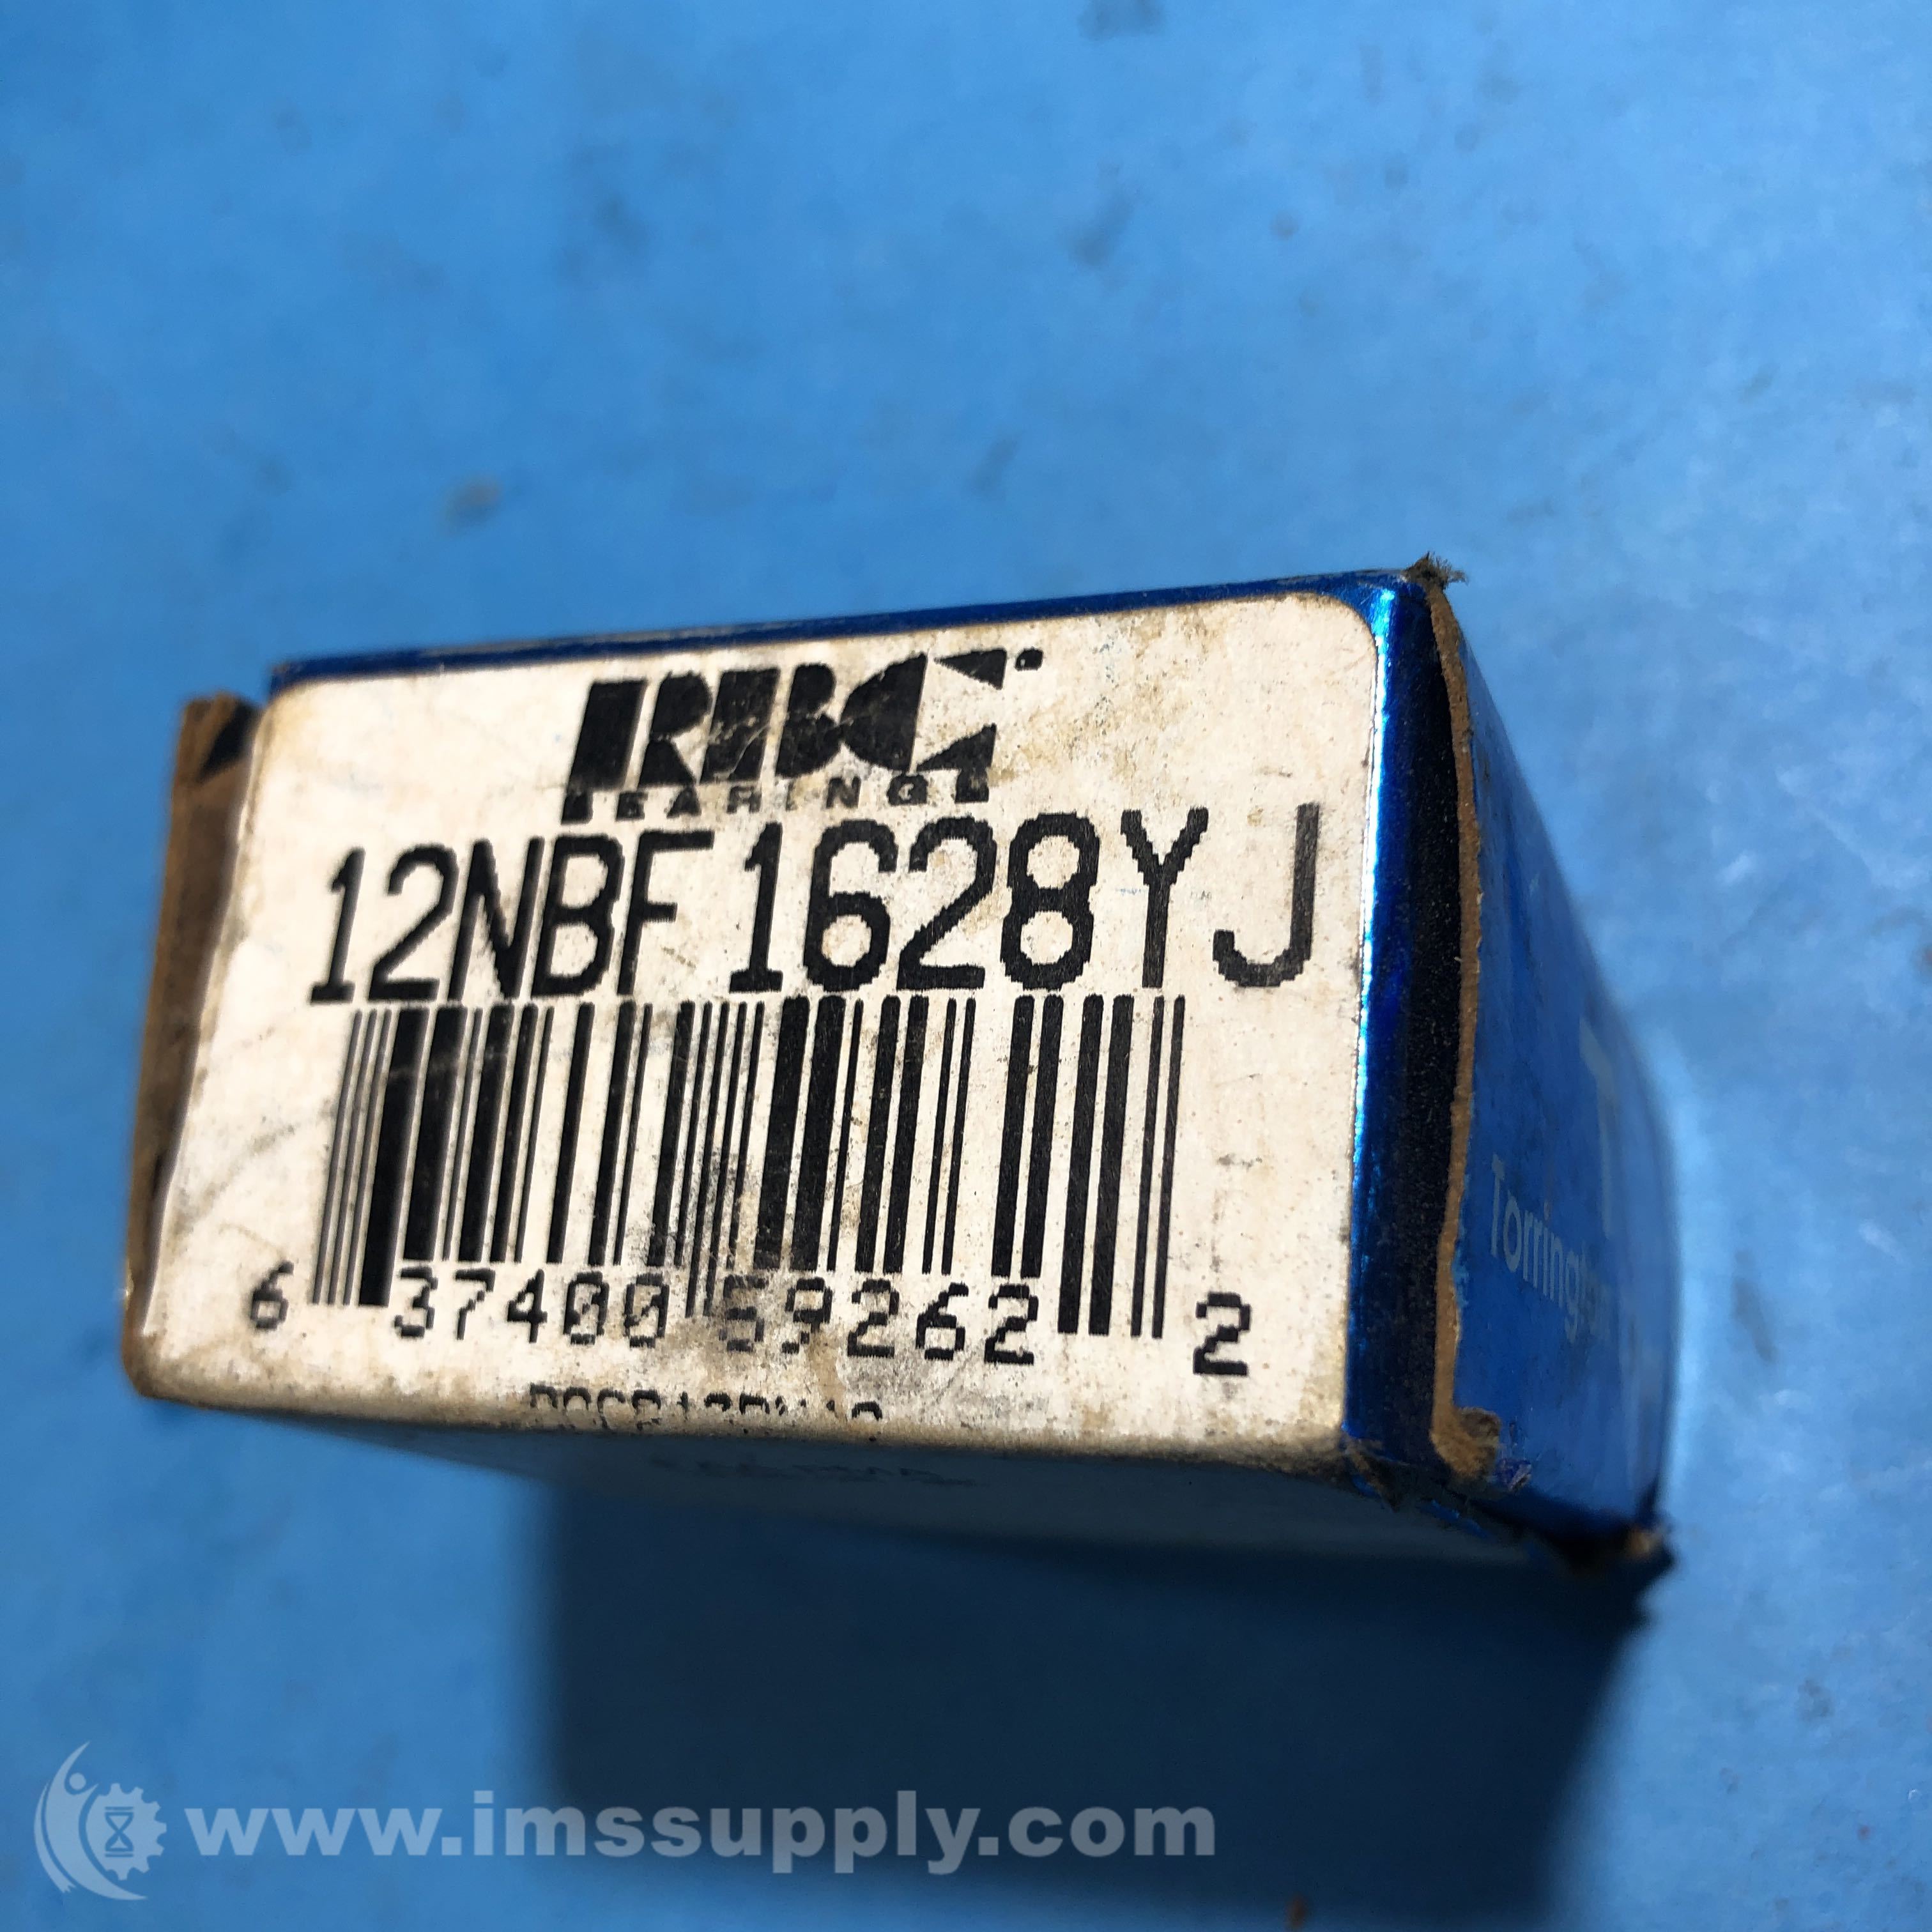 RBC
BEARINGS
12NBF1628YJ
6 37400 59262 2
Torrington
www.imssupply.com